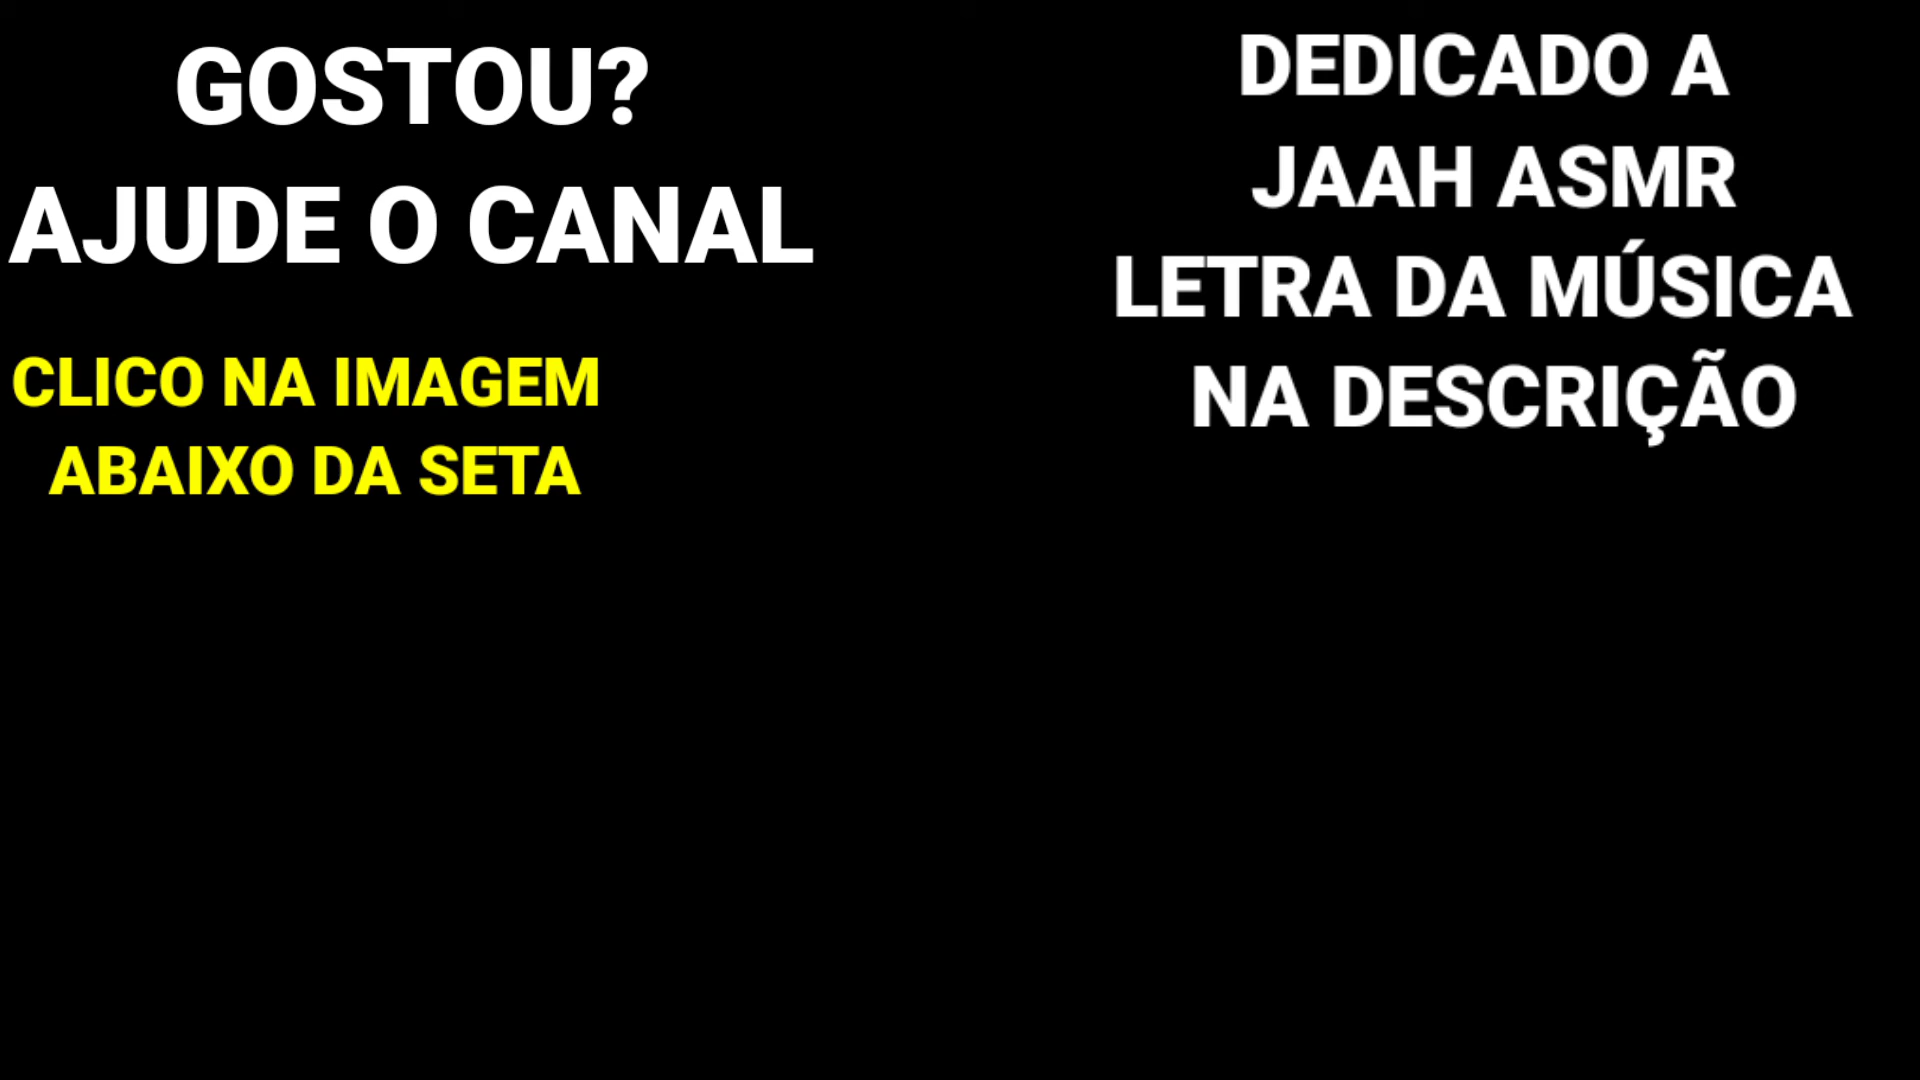 GOSTOU?
AJUDE O CANAL
CLICO NA IMAGEM
ABAIXO DA SETA
DEDICADO A
JAAH ASMR
LETRA DA MÚSICA
NA DESCRIÇÃO